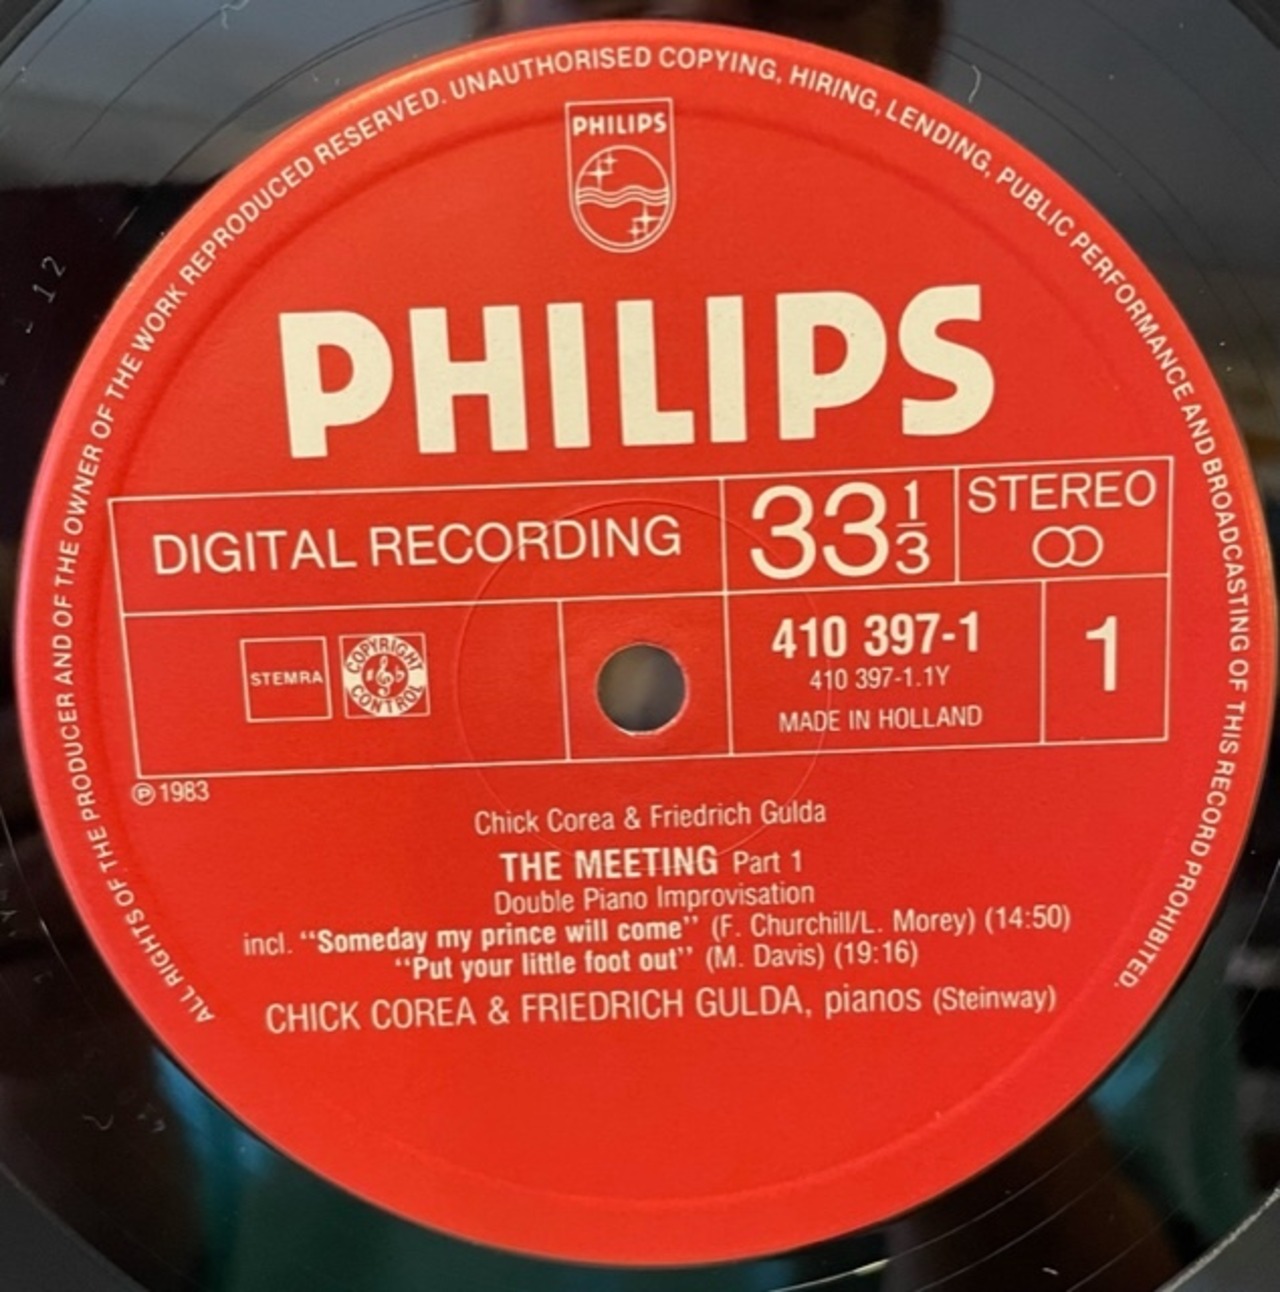 ALL RIGHTS OF THE PRODUCER AND OF THE OWNER OF THE WORK REPRODUCED RESERVED. UNAUTHORISED COPYING, HIRING, LENDING, PUBLIC PERFORMANCE AND BROADCASTING OF THIS RECORD PROHIBITED.
PHILIPS
PHILIPS
DIGITAL RECORDING
33 1/3
STEREO
STEMRA
COPYRIGHT CONTROL
410 397-1
410 397-1.1Y
MADE IN HOLLAND
1
℗ 1983
Chick Corea & Friedrich Gulda
THE MEETING Part 1
Double Piano Improvisation
incl. “Someday my prince will come” (F. Churchill/L. Morey) (14:50)
“Put your little foot out” (M. Davis) (19:16)
CHICK COREA & FRIEDRICH GULDA, pianos (Steinway)
12